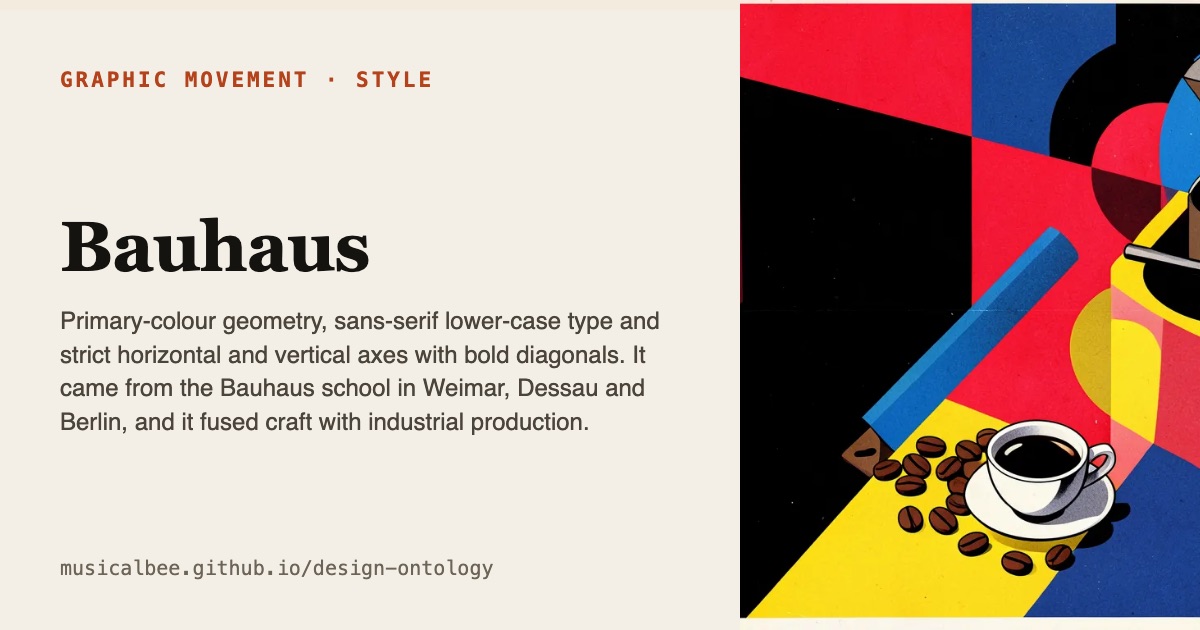 GRAPHIC MOVEMENT · STYLE
Bauhaus
Primary-colour geometry, sans-serif lower-case type and
strict horizontal and vertical axes with bold diagonals. It
came from the Bauhaus school in Weimar, Dessau and
Berlin, and it fused craft with industrial production.
musicalbee.github.io/design-ontology